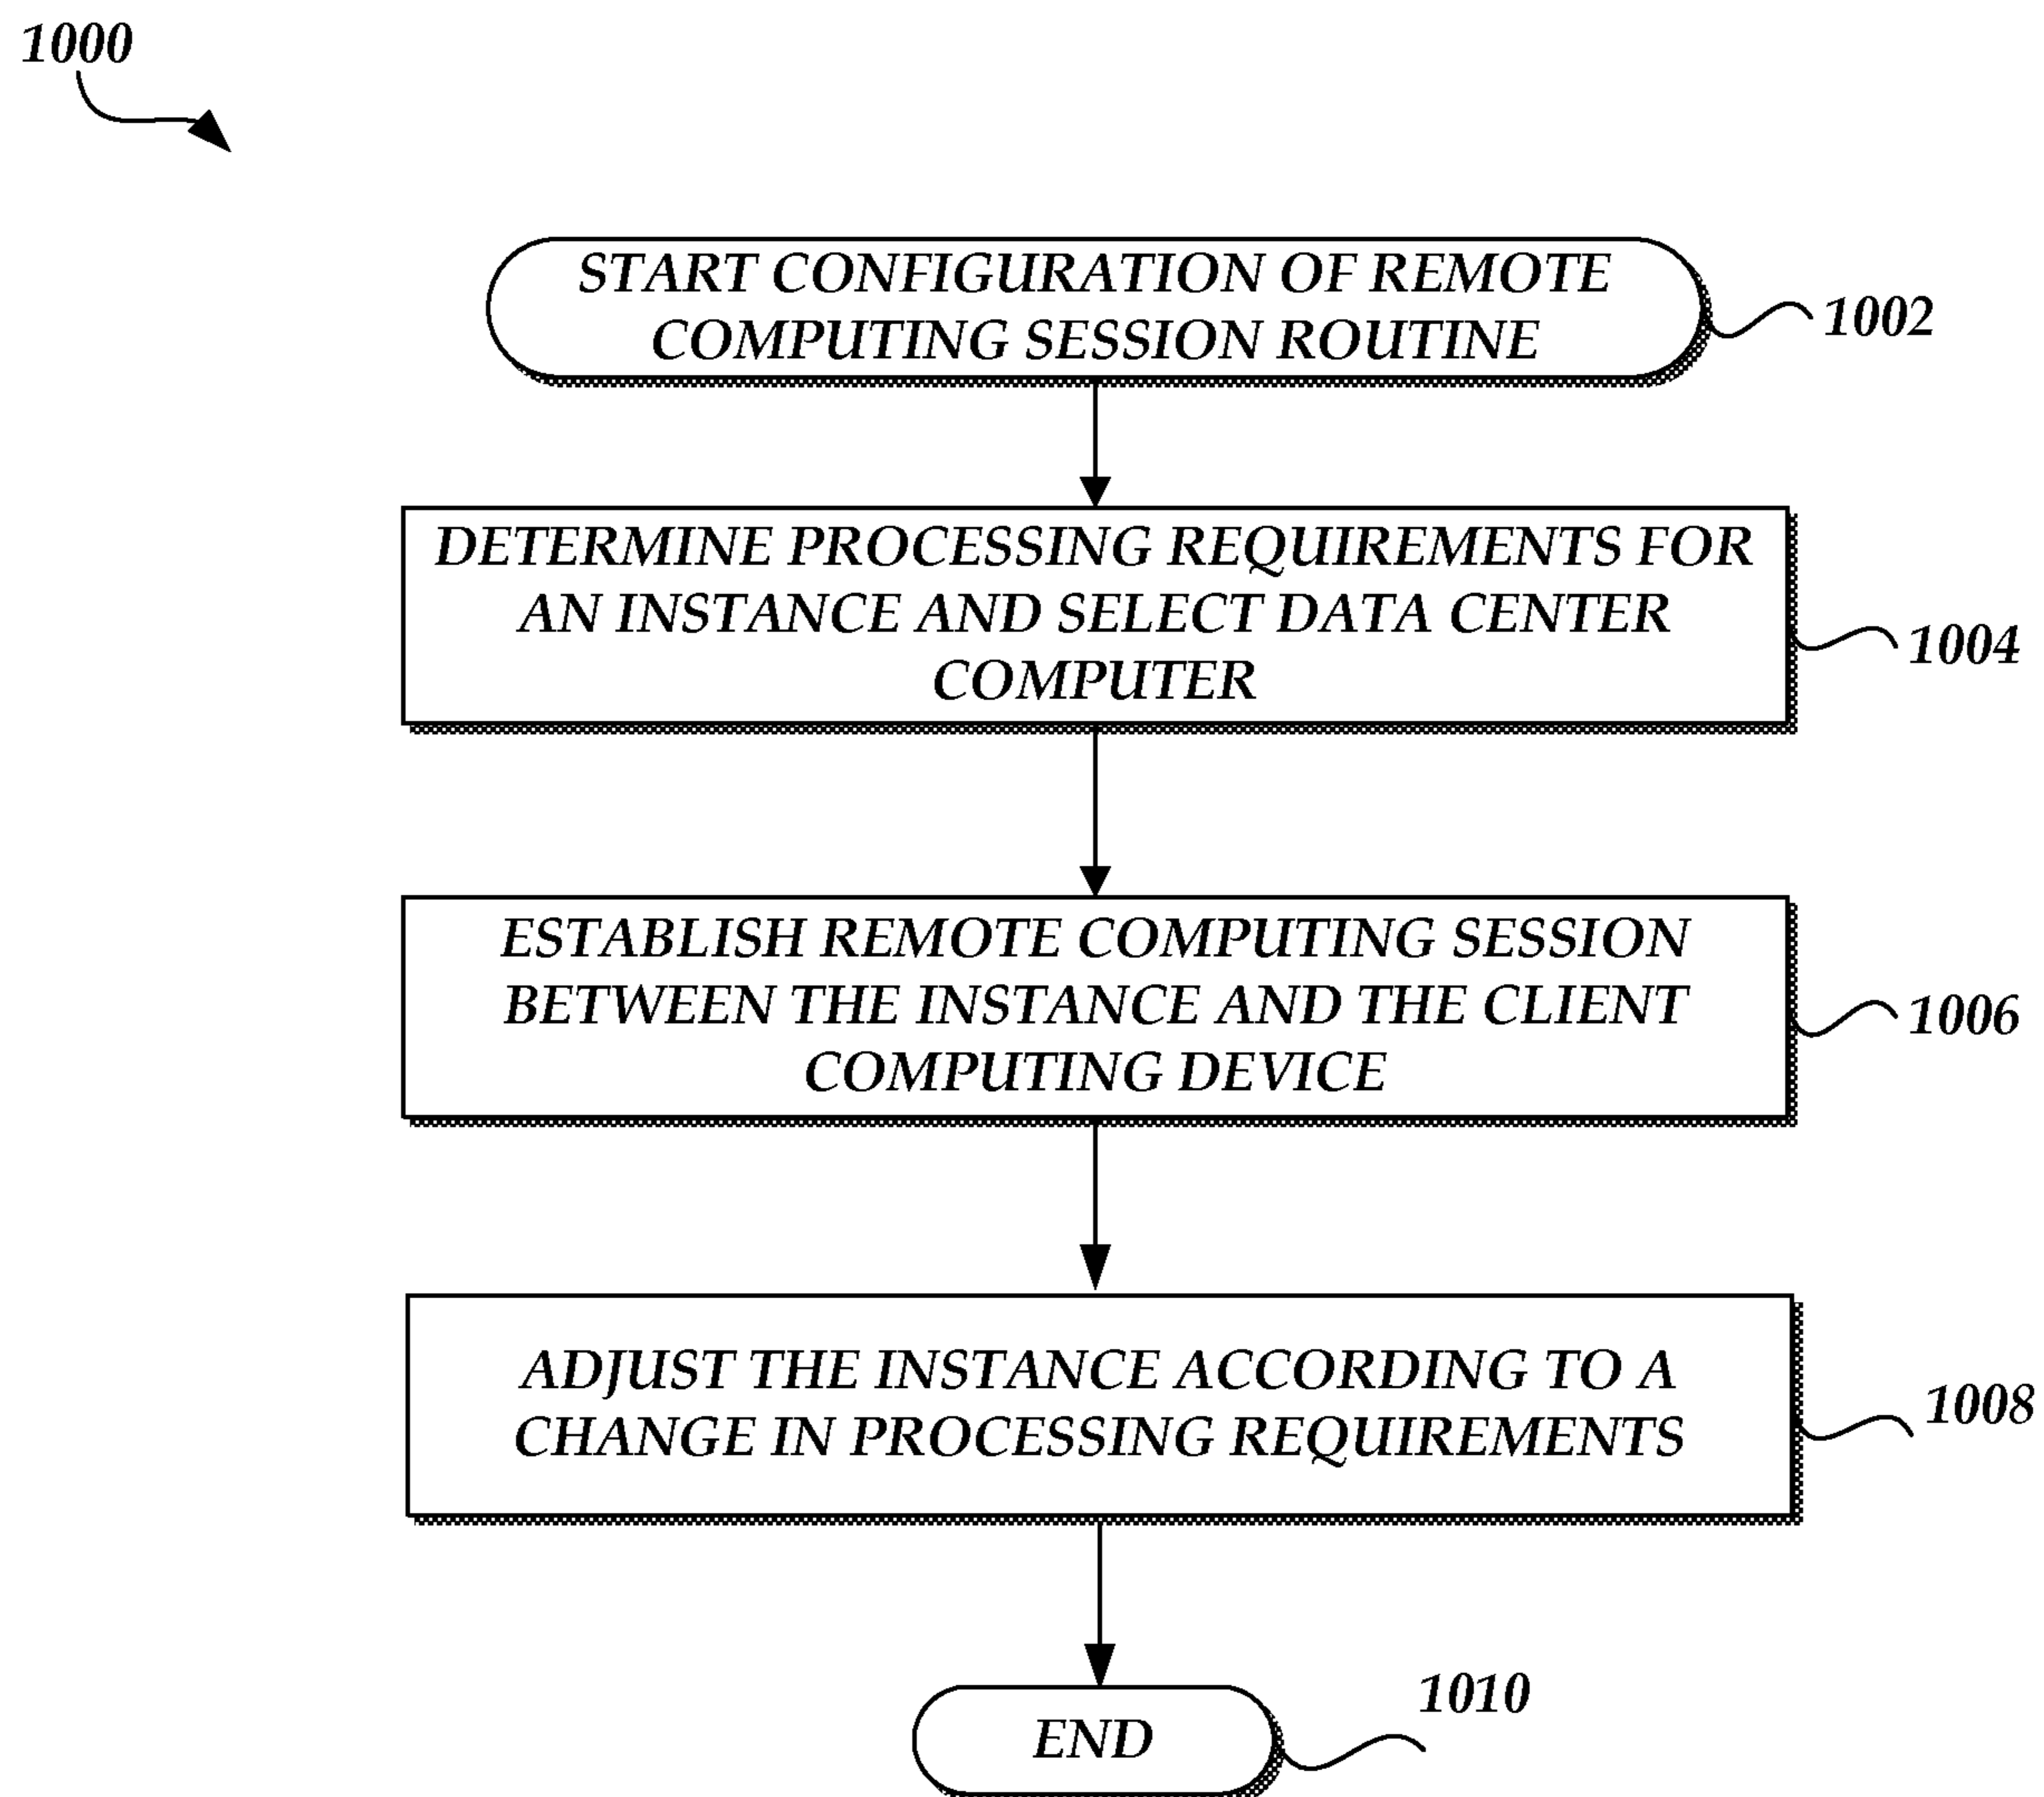 1000
START CONFIGURATION OF REMOTE
COMPUTING SESSION ROUTINE
1002
DETERMINE PROCESSING REQUIREMENTS FOR
AN INSTANCE AND SELECT DATA CENTER
COMPUTER
1004
ESTABLISH REMOTE COMPUTING SESSION
BETWEEN THE INSTANCE AND THE CLIENT
COMPUTING DEVICE
1006
ADJUST THE INSTANCE ACCORDING TO A
CHANGE IN PROCESSING REQUIREMENTS
1008
END
1010